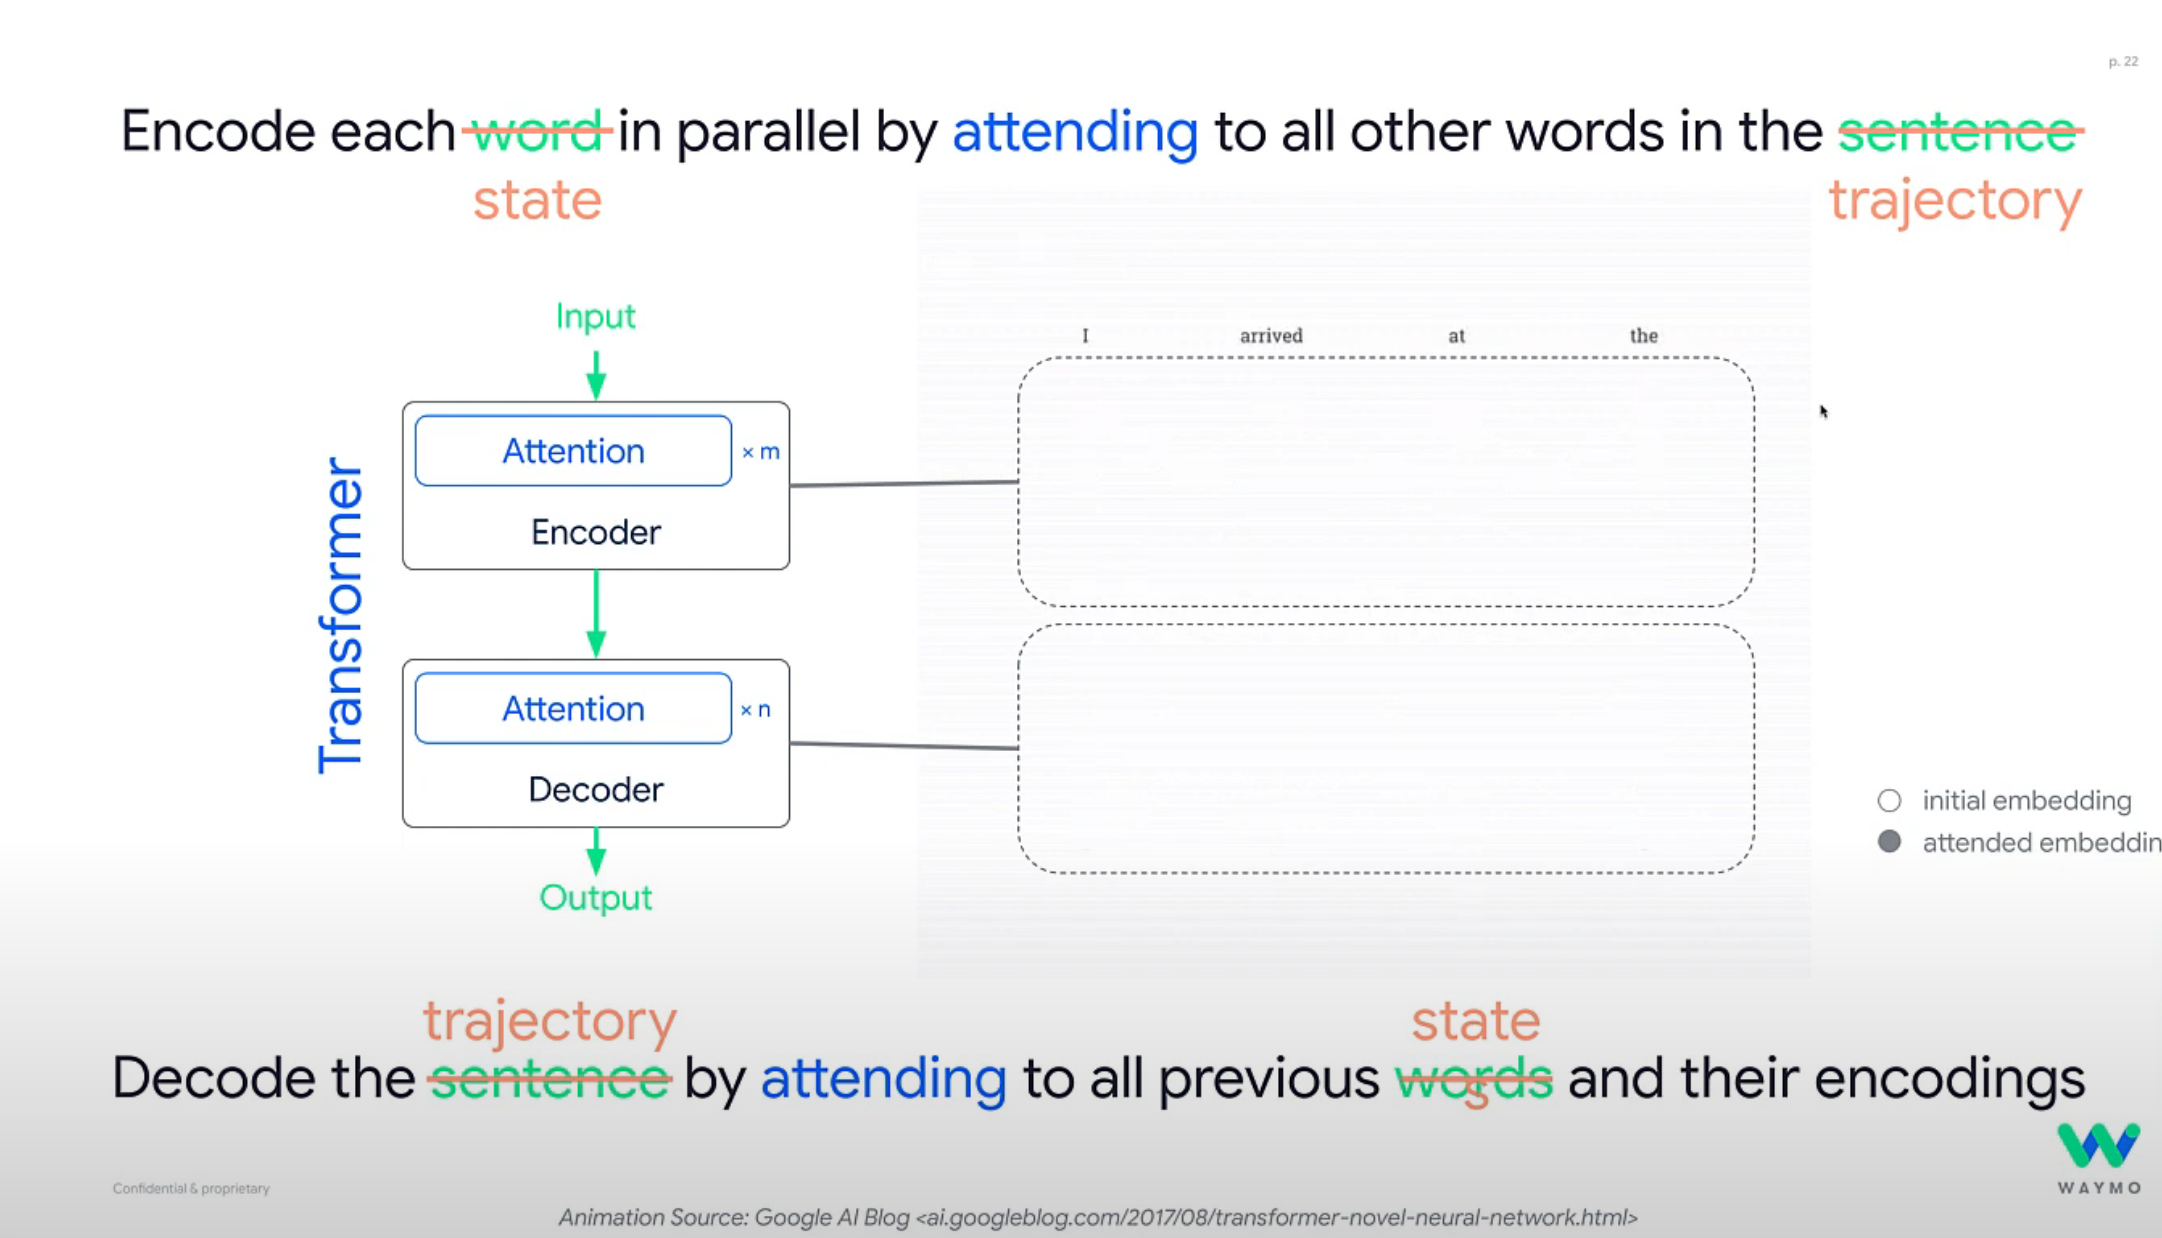 p. 22
Encode each word in parallel by attending to all other words in the sentence
state
trajectory
Input
I arrived at the
Attention × m
Encoder
Transformer
Attention × n
Decoder
initial embedding
attended embeddin
Output
trajectory
state
Decode the sentence by attending to all previous words and their encodings
s
WAYMO
Confidential & proprietary
Animation Source: Google AI Blog <ai.googleblog.com/2017/08/transformer-novel-neural-network.html>